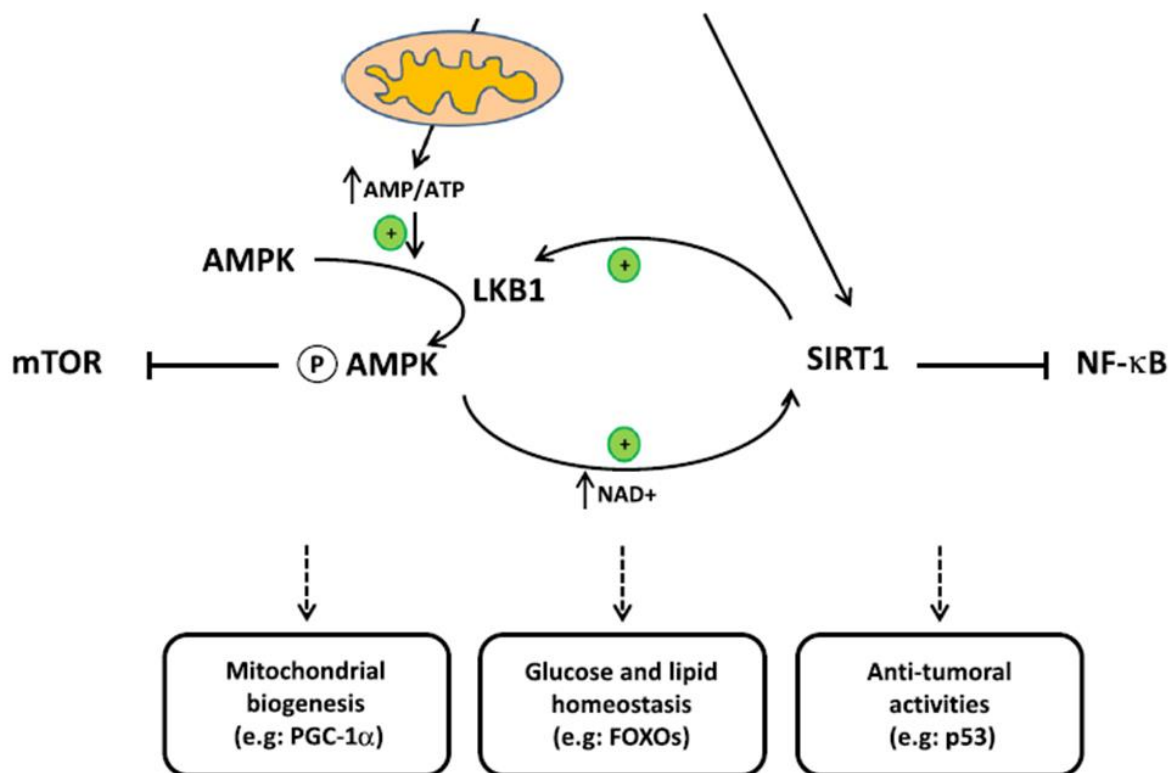 ↑ AMP/ATP
+
AMPK
LKB1
+
mTOR
P AMPK
SIRT1
NF-κB
+
↑ NAD+
Mitochondrial
biogenesis
(e.g: PGC-1α)
Glucose and lipid
homeostasis
(e.g: FOXOs)
Anti-tumoral
activities
(e.g: p53)